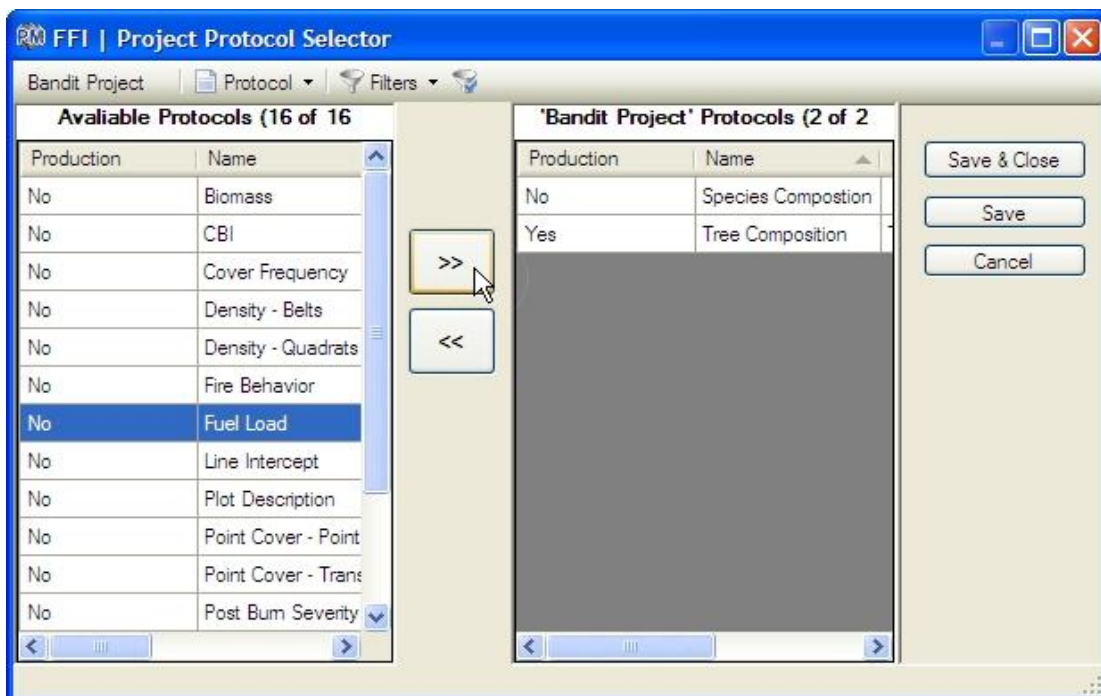 FFI | Project Protocol Selector
Bandit Project Protocol Filters
Avaliable Protocols (16 of 16
Production Name
No Biomass
No CBI
No Cover Frequency
No Density - Belts
No Density - Quadrats
No Fire Behavior
No Fuel Load
No Line Intercept
No Plot Description
No Point Cover - Point
No Point Cover - Trans
No Post Burn Severity
>>
<<
'Bandit Project' Protocols (2 of 2
Production Name
No Species Compostion
Yes Tree Composition
Save & Close
Save
Cancel